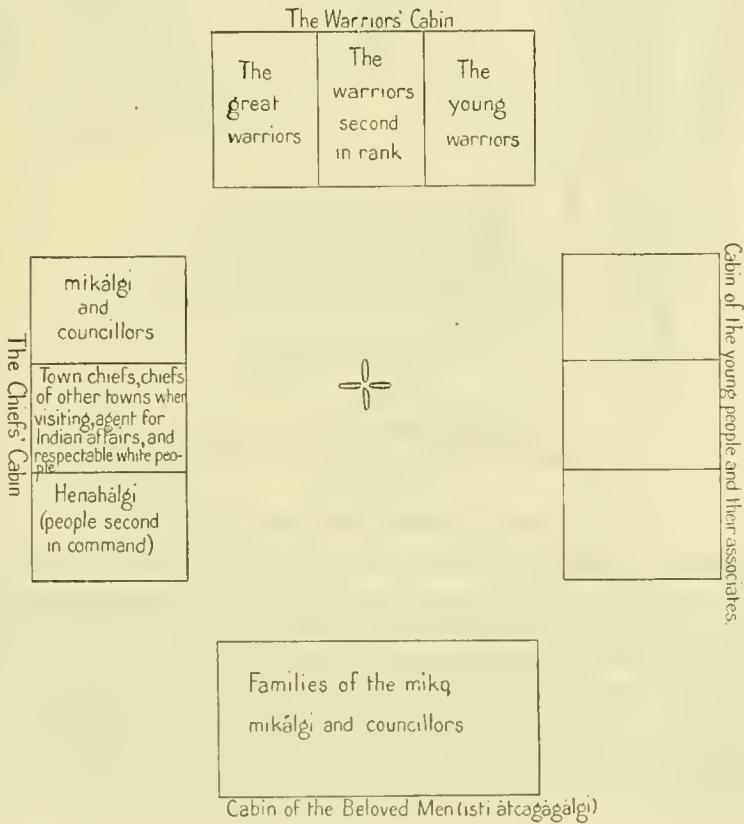 The Warriors' Cabin
The
great
warriors
The
warriors
second
in rank
The
young
warriors
The Chiefs' Cabin
mikálgi
and
councillors
Town chiefs, chiefs
of other towns when
visiting, agent for
Indian affairs, and
respectable white peo-
ple
Henahálgi
(people second
in command)
Cabin of the young people and their associates.
Families of the mikq
mikálgi and councillors
Cabin of the Beloved Men (isti átcagágálgi)